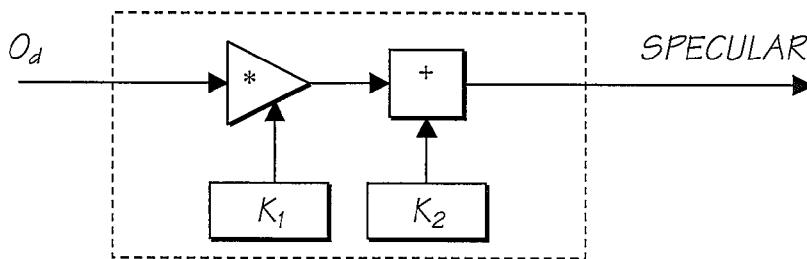 O_d
SPECULAR
*
+
K_1
K_2